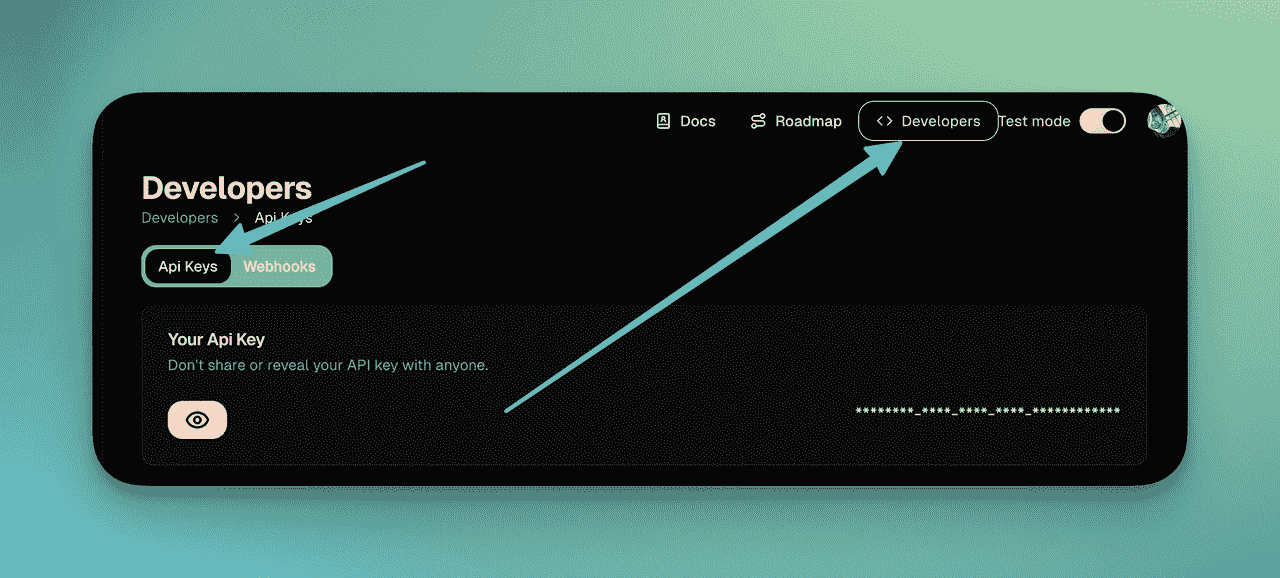 Docs Roadmap Developers Test mode
Developers
Developers > Api Keys
Api Keys Webhooks
Your Api Key
Don't share or reveal your API key with anyone.
********_****_****_****_************